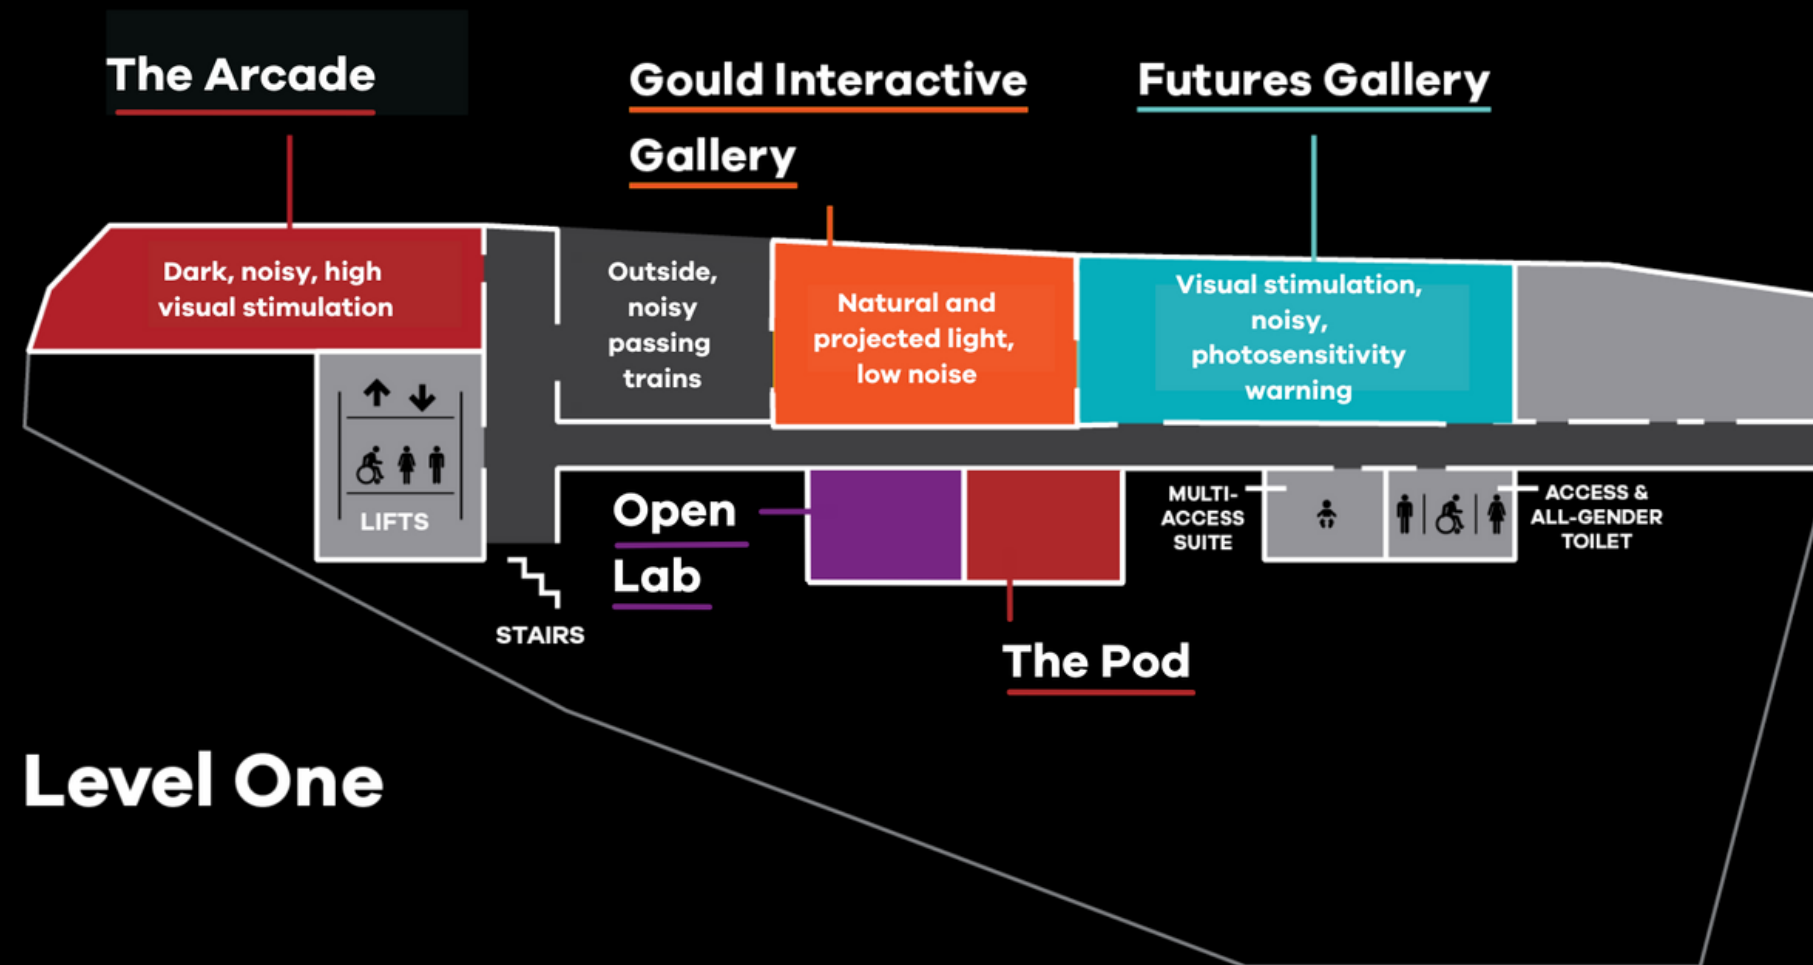 The Arcade
Gould Interactive
Gallery
Futures Gallery
Dark, noisy, high
visual stimulation
Outside,
noisy
passing
trains
Natural and
projected light,
low noise
Visual stimulation,
noisy,
photosensitivity
warning
LIFTS
STAIRS
Open
Lab
The Pod
MULTI-
ACCESS
SUITE
ACCESS &
ALL-GENDER
TOILET
Level One